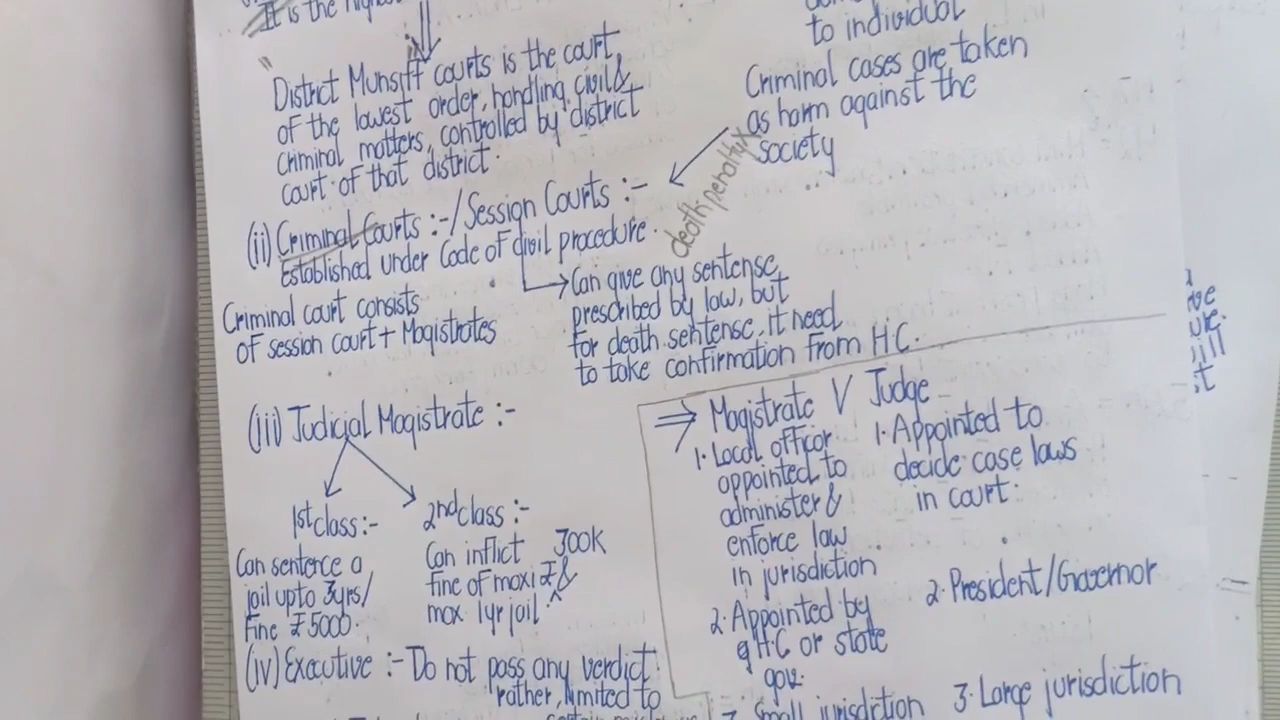 It is the highe
District Munsiff courts is the court
of the lowest order, handling civil &
criminal matters, controlled by district
court of that district.
to individual
Criminal cases are taken
as harm against the
society
death penalty x
(ii) Criminal Courts :-/Session Courts :-
Established under Code of civil procedure.
Can give any sentence
prescribed by law, but
for death sentence, it need
to take confirmation from H.C.
Criminal court consists
of session court + Magistrates
(iii) Judicial Magistrate :-
1st class:-
Can sentence a
jail upto 3yrs/
Fine ₹5000.
2nd class :-
Can inflict 300K
fine of maxi ₹ &
max 1yr jail.
(iv) Executive :- Do not pass any verdict
rather, limited to
⇒ Magistrate V Judge
1. Local officer
appointed to
administer &
enforce law
in jurisdiction
2. Appointed by
H.C or state
gov.
Small jurisdiction
1. Appointed to
decide case laws
in court.
2. President/Governor
3. Large jurisdiction